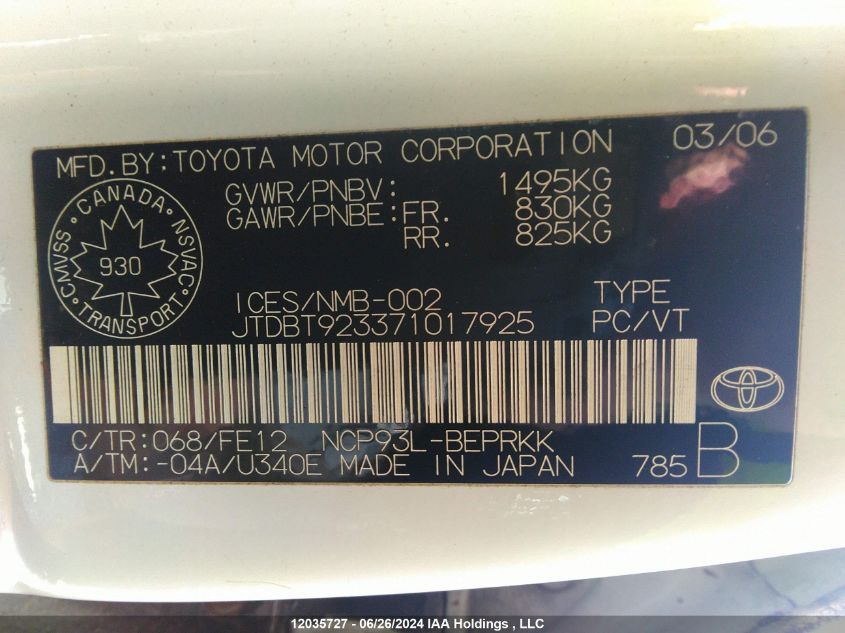 MFD.BY:TOYOTA MOTOR CORPORATION 03/06
GVWR/PNBV: 1495KG
GAWR/PNBE:FR. 830KG
RR. 825KG
CANADA
CMVSS NSVAC
930
TRANSPORT
ICES/NMB-002 TYPE
JTDBT923371017925 PC/VT
C/TR:068/FE12 NCP93L-BEPRKK
A/TM:-04A/U340E MADE IN JAPAN 785 B
12035727 - 06/26/2024 IAA Holdings , LLC